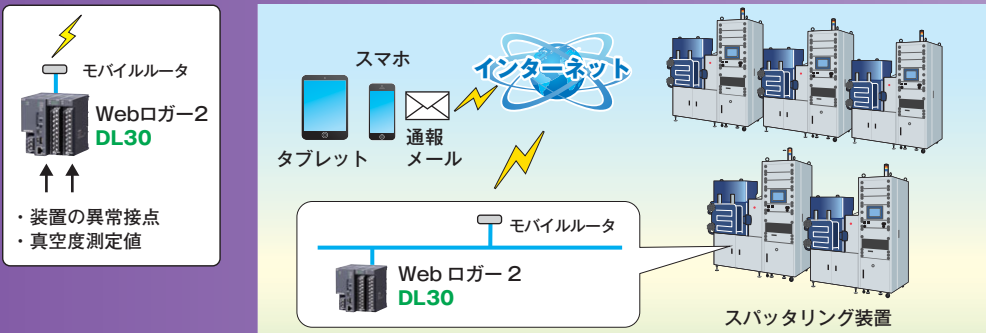 モバイルルータ
Webロガー2
DL30
・装置の異常接点
・真空度測定値
スマホ
インターネット
タブレット
通報
メール
モバイルルータ
Web ロガー 2
DL30
スパッタリング装置